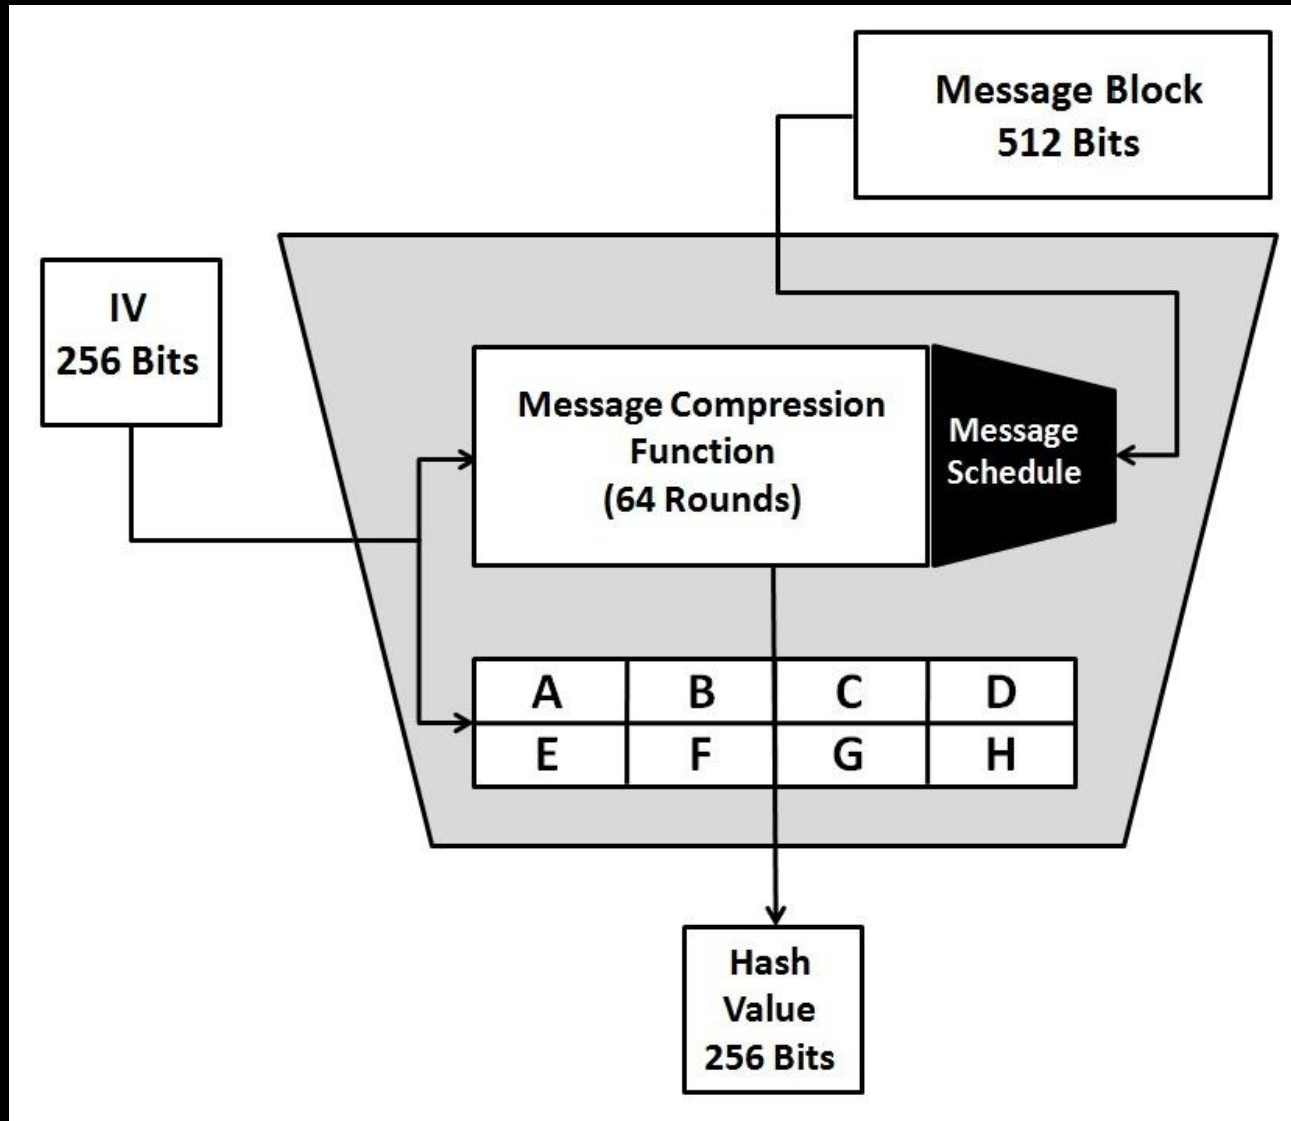 Message Block
512 Bits
IV
256 Bits
Message Compression
Function
(64 Rounds)
Message
Schedule
A B C D
E F G H
Hash
Value
256 Bits